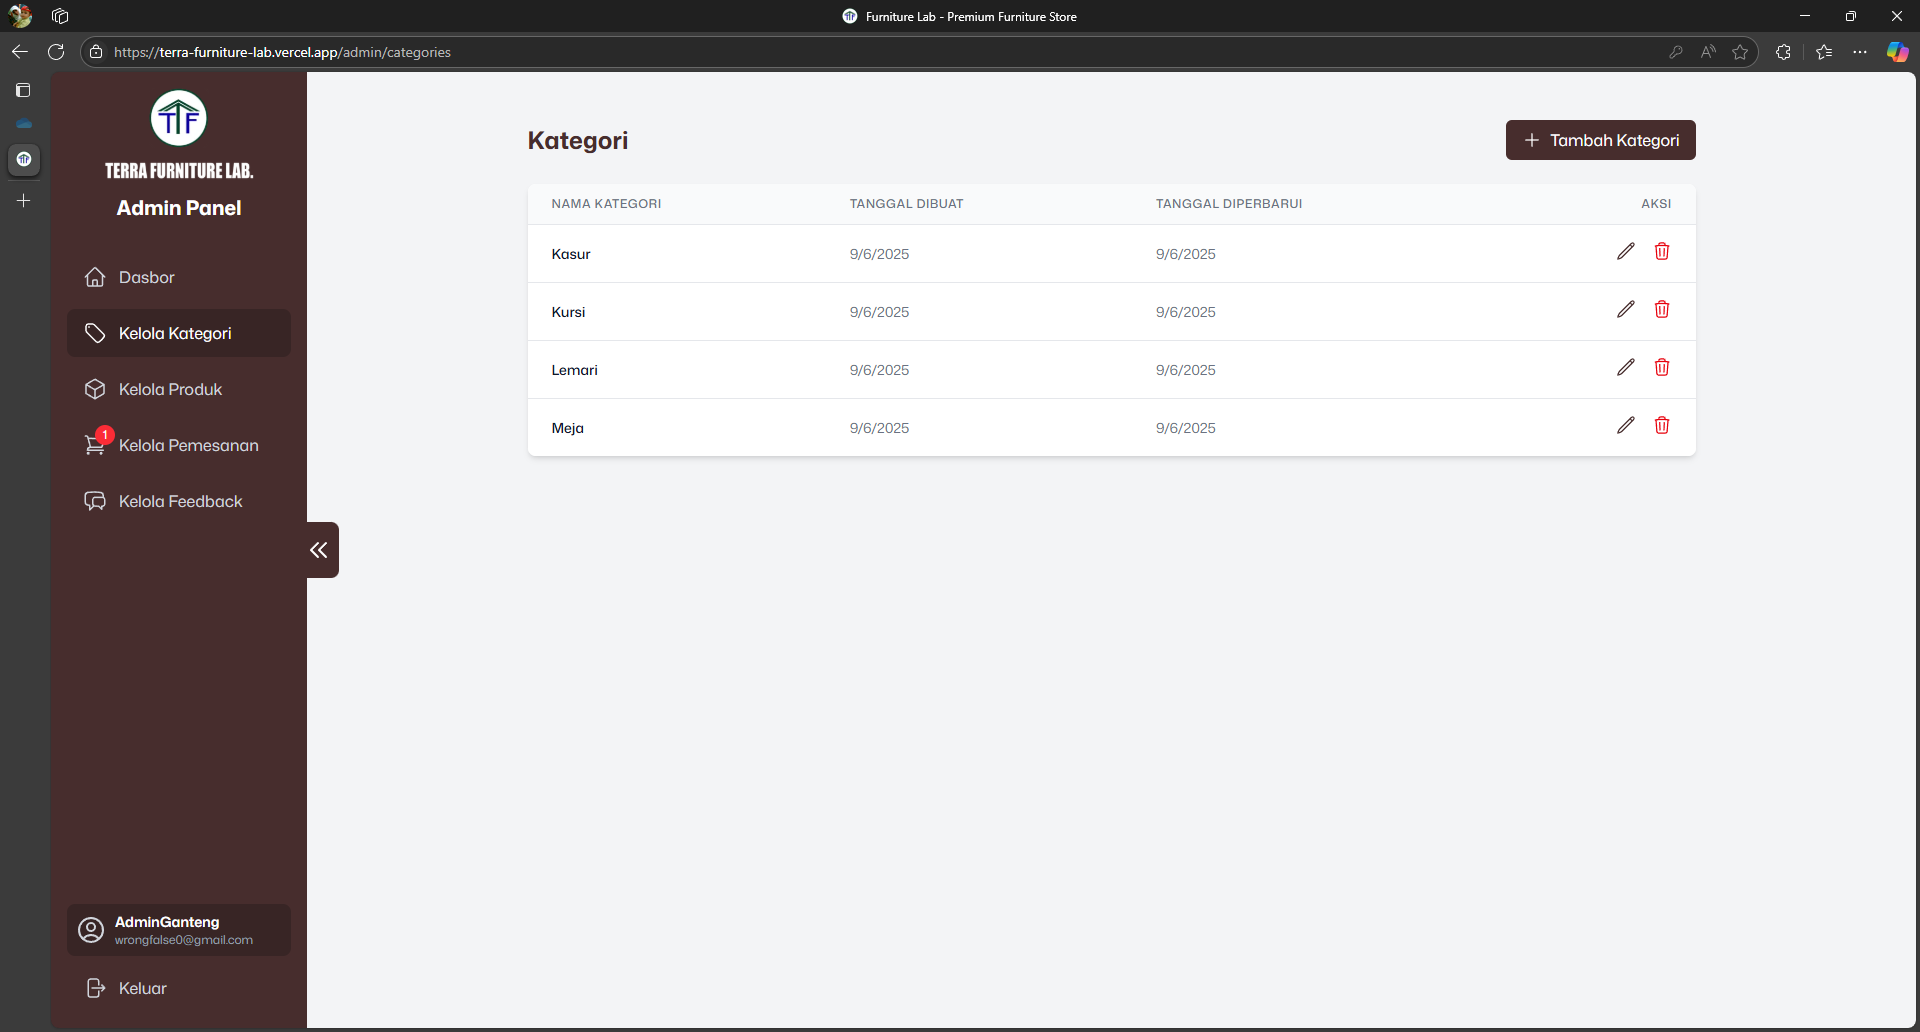 Furniture Lab - Premium Furniture Store
https://terra-furniture-lab.vercel.app/admin/categories
TF
TERRA FURNITURE LAB.
Admin Panel
Dasbor
Kelola Kategori
Kelola Produk
1
Kelola Pemesanan
Kelola Feedback
AdminGanteng
wrongfalse0@gmail.com
Keluar
Kategori
+ Tambah Kategori
NAMA KATEGORI TANGGAL DIBUAT TANGGAL DIPERBARUI AKSI
Kasur 9/6/2025 9/6/2025
Kursi 9/6/2025 9/6/2025
Lemari 9/6/2025 9/6/2025
Meja 9/6/2025 9/6/2025